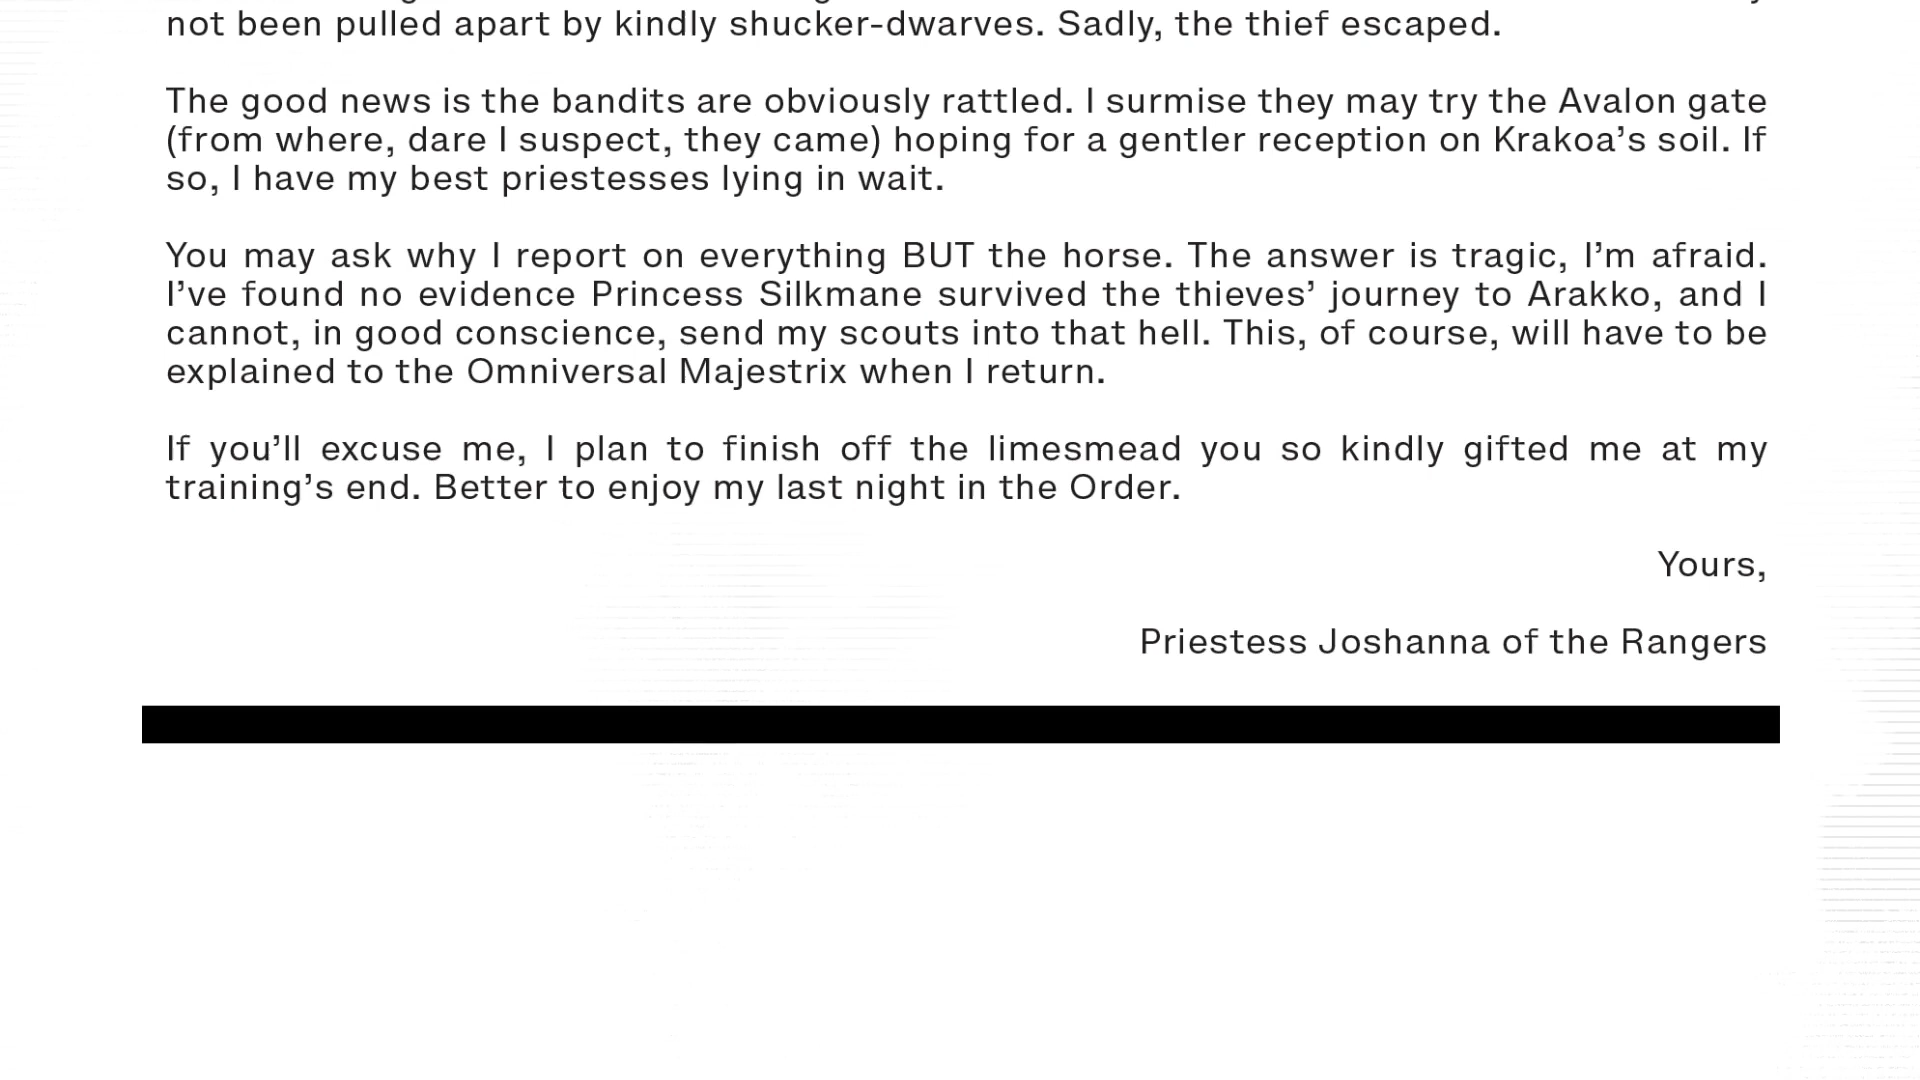 not been pulled apart by kindly shucker-dwarves. Sadly, the thief escaped.
The good news is the bandits are obviously rattled. I surmise they may try the Avalon gate
(from where, dare I suspect, they came) hoping for a gentler reception on Krakoa’s soil. If
so, I have my best priestesses lying in wait.
You may ask why I report on everything BUT the horse. The answer is tragic, I’m afraid.
I’ve found no evidence Princess Silkmane survived the thieves’ journey to Arakko, and I
cannot, in good conscience, send my scouts into that hell. This, of course, will have to be
explained to the Omniversal Majestrix when I return.
If you’ll excuse me, I plan to finish off the limesmead you so kindly gifted me at my
training’s end. Better to enjoy my last night in the Order.
Yours,
Priestess Joshanna of the Rangers